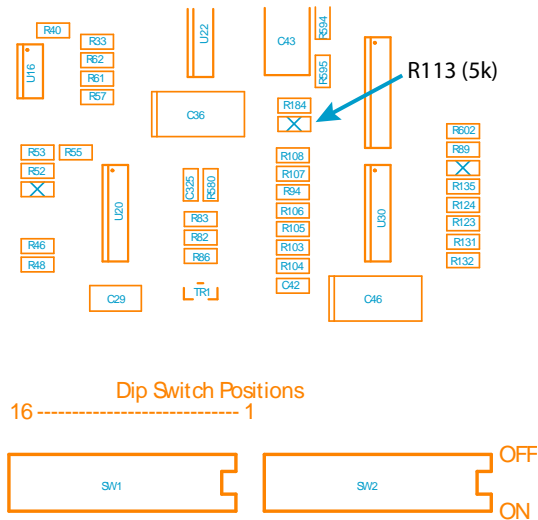 R40
R33
R62
R61
R57
U16
U22
C43
R594
R595
R113 (5k)
C36
R184
R53
R55
R52
U20
C325
R580
R83
R82
R86
TR1
R108
R107
R94
R106
R105
R103
R104
C42
U30
R602
R89
R135
R124
R123
R131
R132
R46
R48
C29
C46
Dip Switch Positions
16 ----------------------------- 1
SW1
SW2
OFF
ON